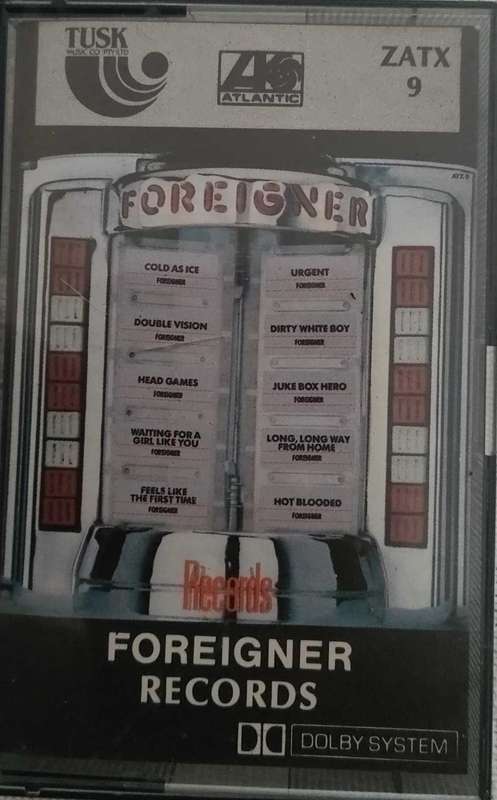 TUSK
MUSIC CO (PTY) LTD
ATLANTIC
ZATX
9
ATX 9
FOREIGNER
COLD AS ICE
FOREIGNER
DOUBLE VISION
FOREIGNER
HEAD GAMES
FOREIGNER
WAITING FOR A
GIRL LIKE YOU
FOREIGNER
FEELS LIKE
THE FIRST TIME
FOREIGNER
URGENT
FOREIGNER
DIRTY WHITE BOY
FOREIGNER
JUKE BOX HERO
FOREIGNER
LONG, LONG WAY
FROM HOME
FOREIGNER
HOT BLOODED
FOREIGNER
Records
FOREIGNER
RECORDS
DOLBY SYSTEM